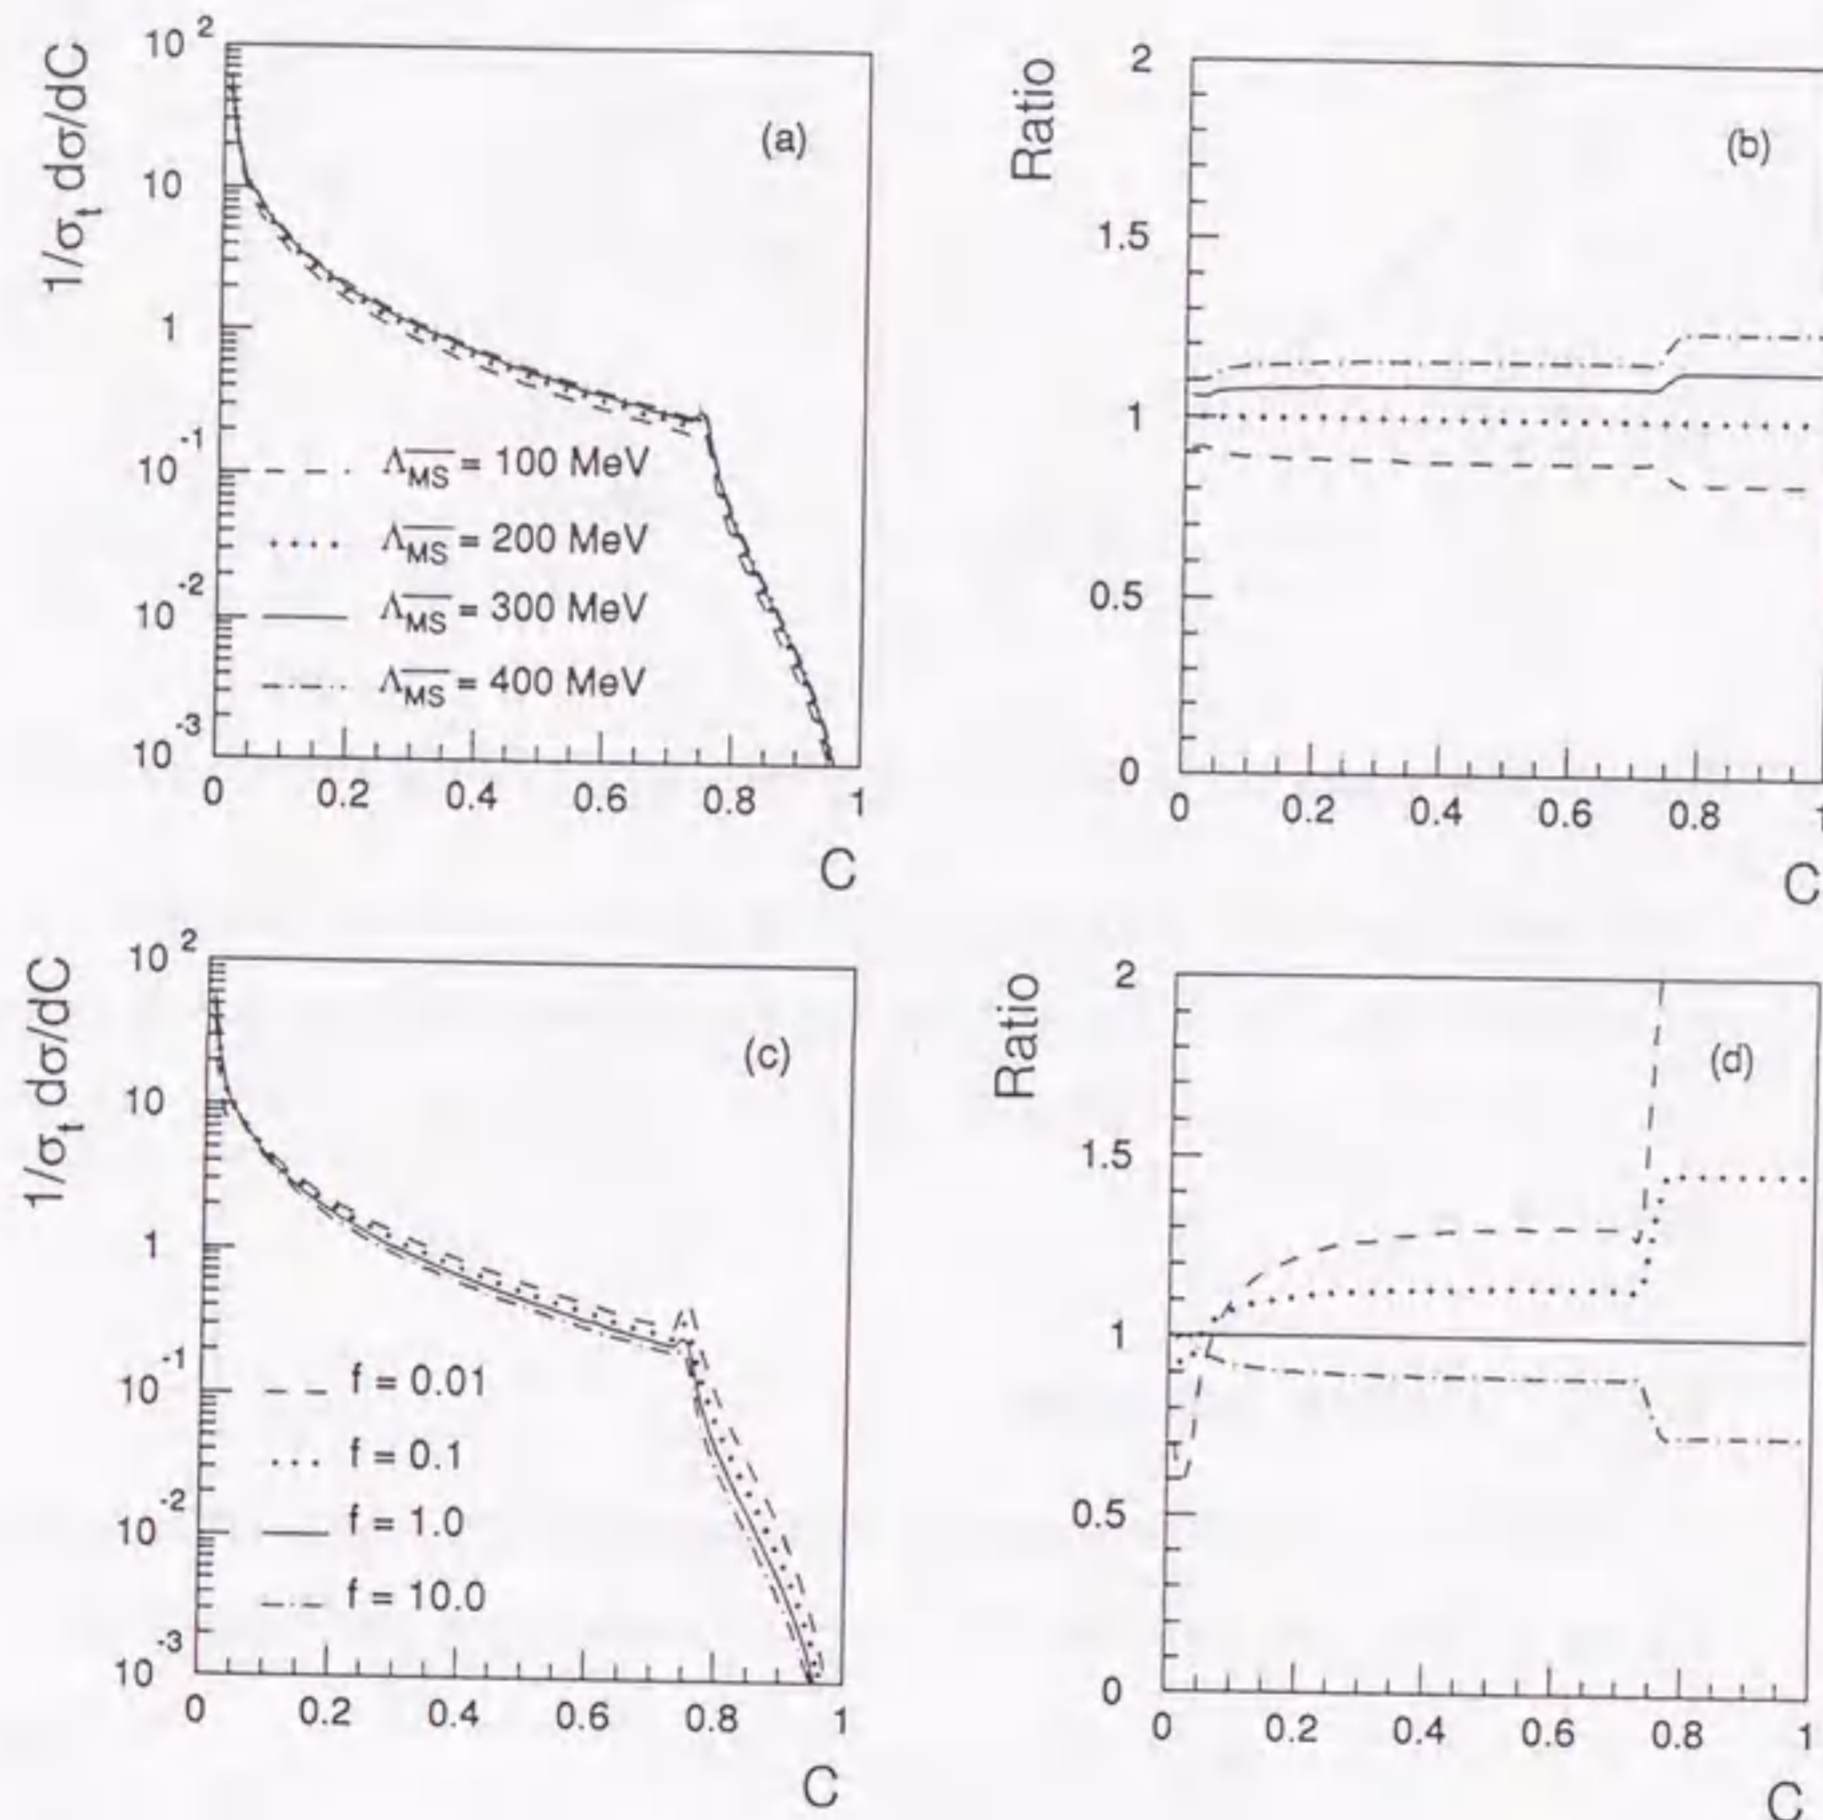 10 2
10
1
10 -1
10 -2
10 -3
0 0.2 0.4 0.6 0.8 1
1/σt dσ/dC
C
(a)
Λ_MS̅ = 100 MeV
Λ_MS̅ = 200 MeV
Λ_MS̅ = 300 MeV
Λ_MS̅ = 400 MeV
2
1.5
1
0.5
0
0 0.2 0.4 0.6 0.8 1
Ratio
C
(b)
10 2
10
1
10 -1
10 -2
10 -3
0 0.2 0.4 0.6 0.8 1
1/σt dσ/dC
C
(c)
f = 0.01
f = 0.1
f = 1.0
f = 10.0
2
1.5
1
0.5
0
0 0.2 0.4 0.6 0.8 1
Ratio
C
(d)